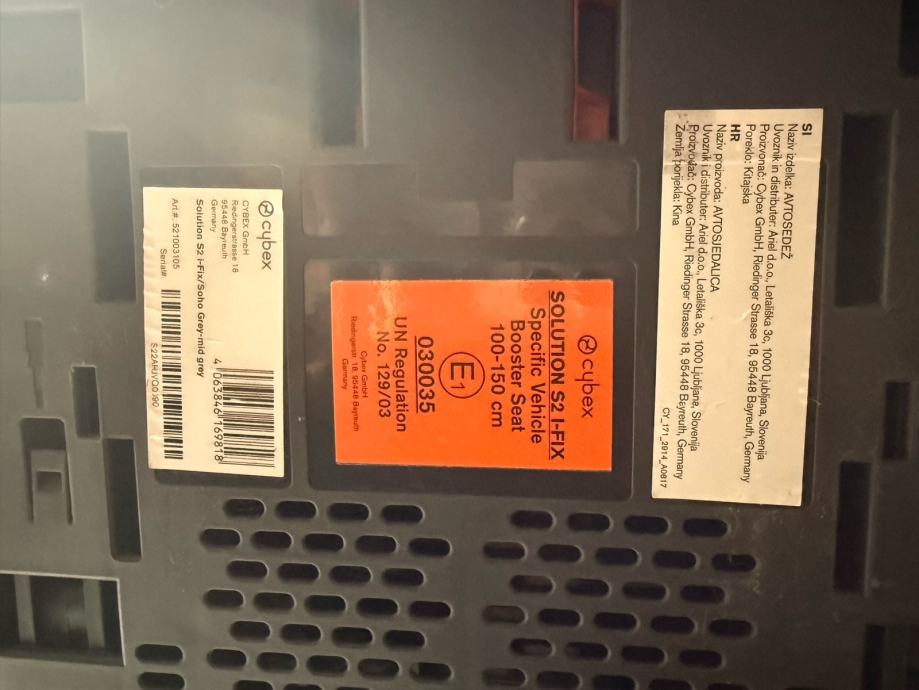 SI
Naziv izdelka: AVTOSEDEŽ
Uvoznik in distributer: Ariel d.o.o., Letališka 3c, 1000 Ljubljana, Slovenija
Proizvonač: Cybex GmbH, Riedinger Strasse 18, 95448 Bayreuth, Germany
Poreklo: Kitajska
HR
Naziv proizvoda: AVTOSJEDALICA
Uvoznik i distributer: Ariel d.o.o., Letališka 3c, 1000 Ljubljana, Slovenija
Proizvođač: Cybex GmbH, Riedinger Strasse 18, 95448 Bayreuth, Germany
Zemlja porijekla: Kina
CY_171_2914_A0617
cybex
SOLUTION S2 I-FIX
Specific Vehicle
Booster Seat
100-150 cm
E1
030035
UN Regulation
No. 129/03
Cybex GmbH
Riedingerstr. 18, 95448 Bayreuth
Germany
cybex
CYBEX GmbH
Riedingerstrasse 18
95448 Bayreuth
Germany
4 063846 169818
Solution S2 i-Fix/Soho Grey-mid grey
Art.#: 521003105
Serial#